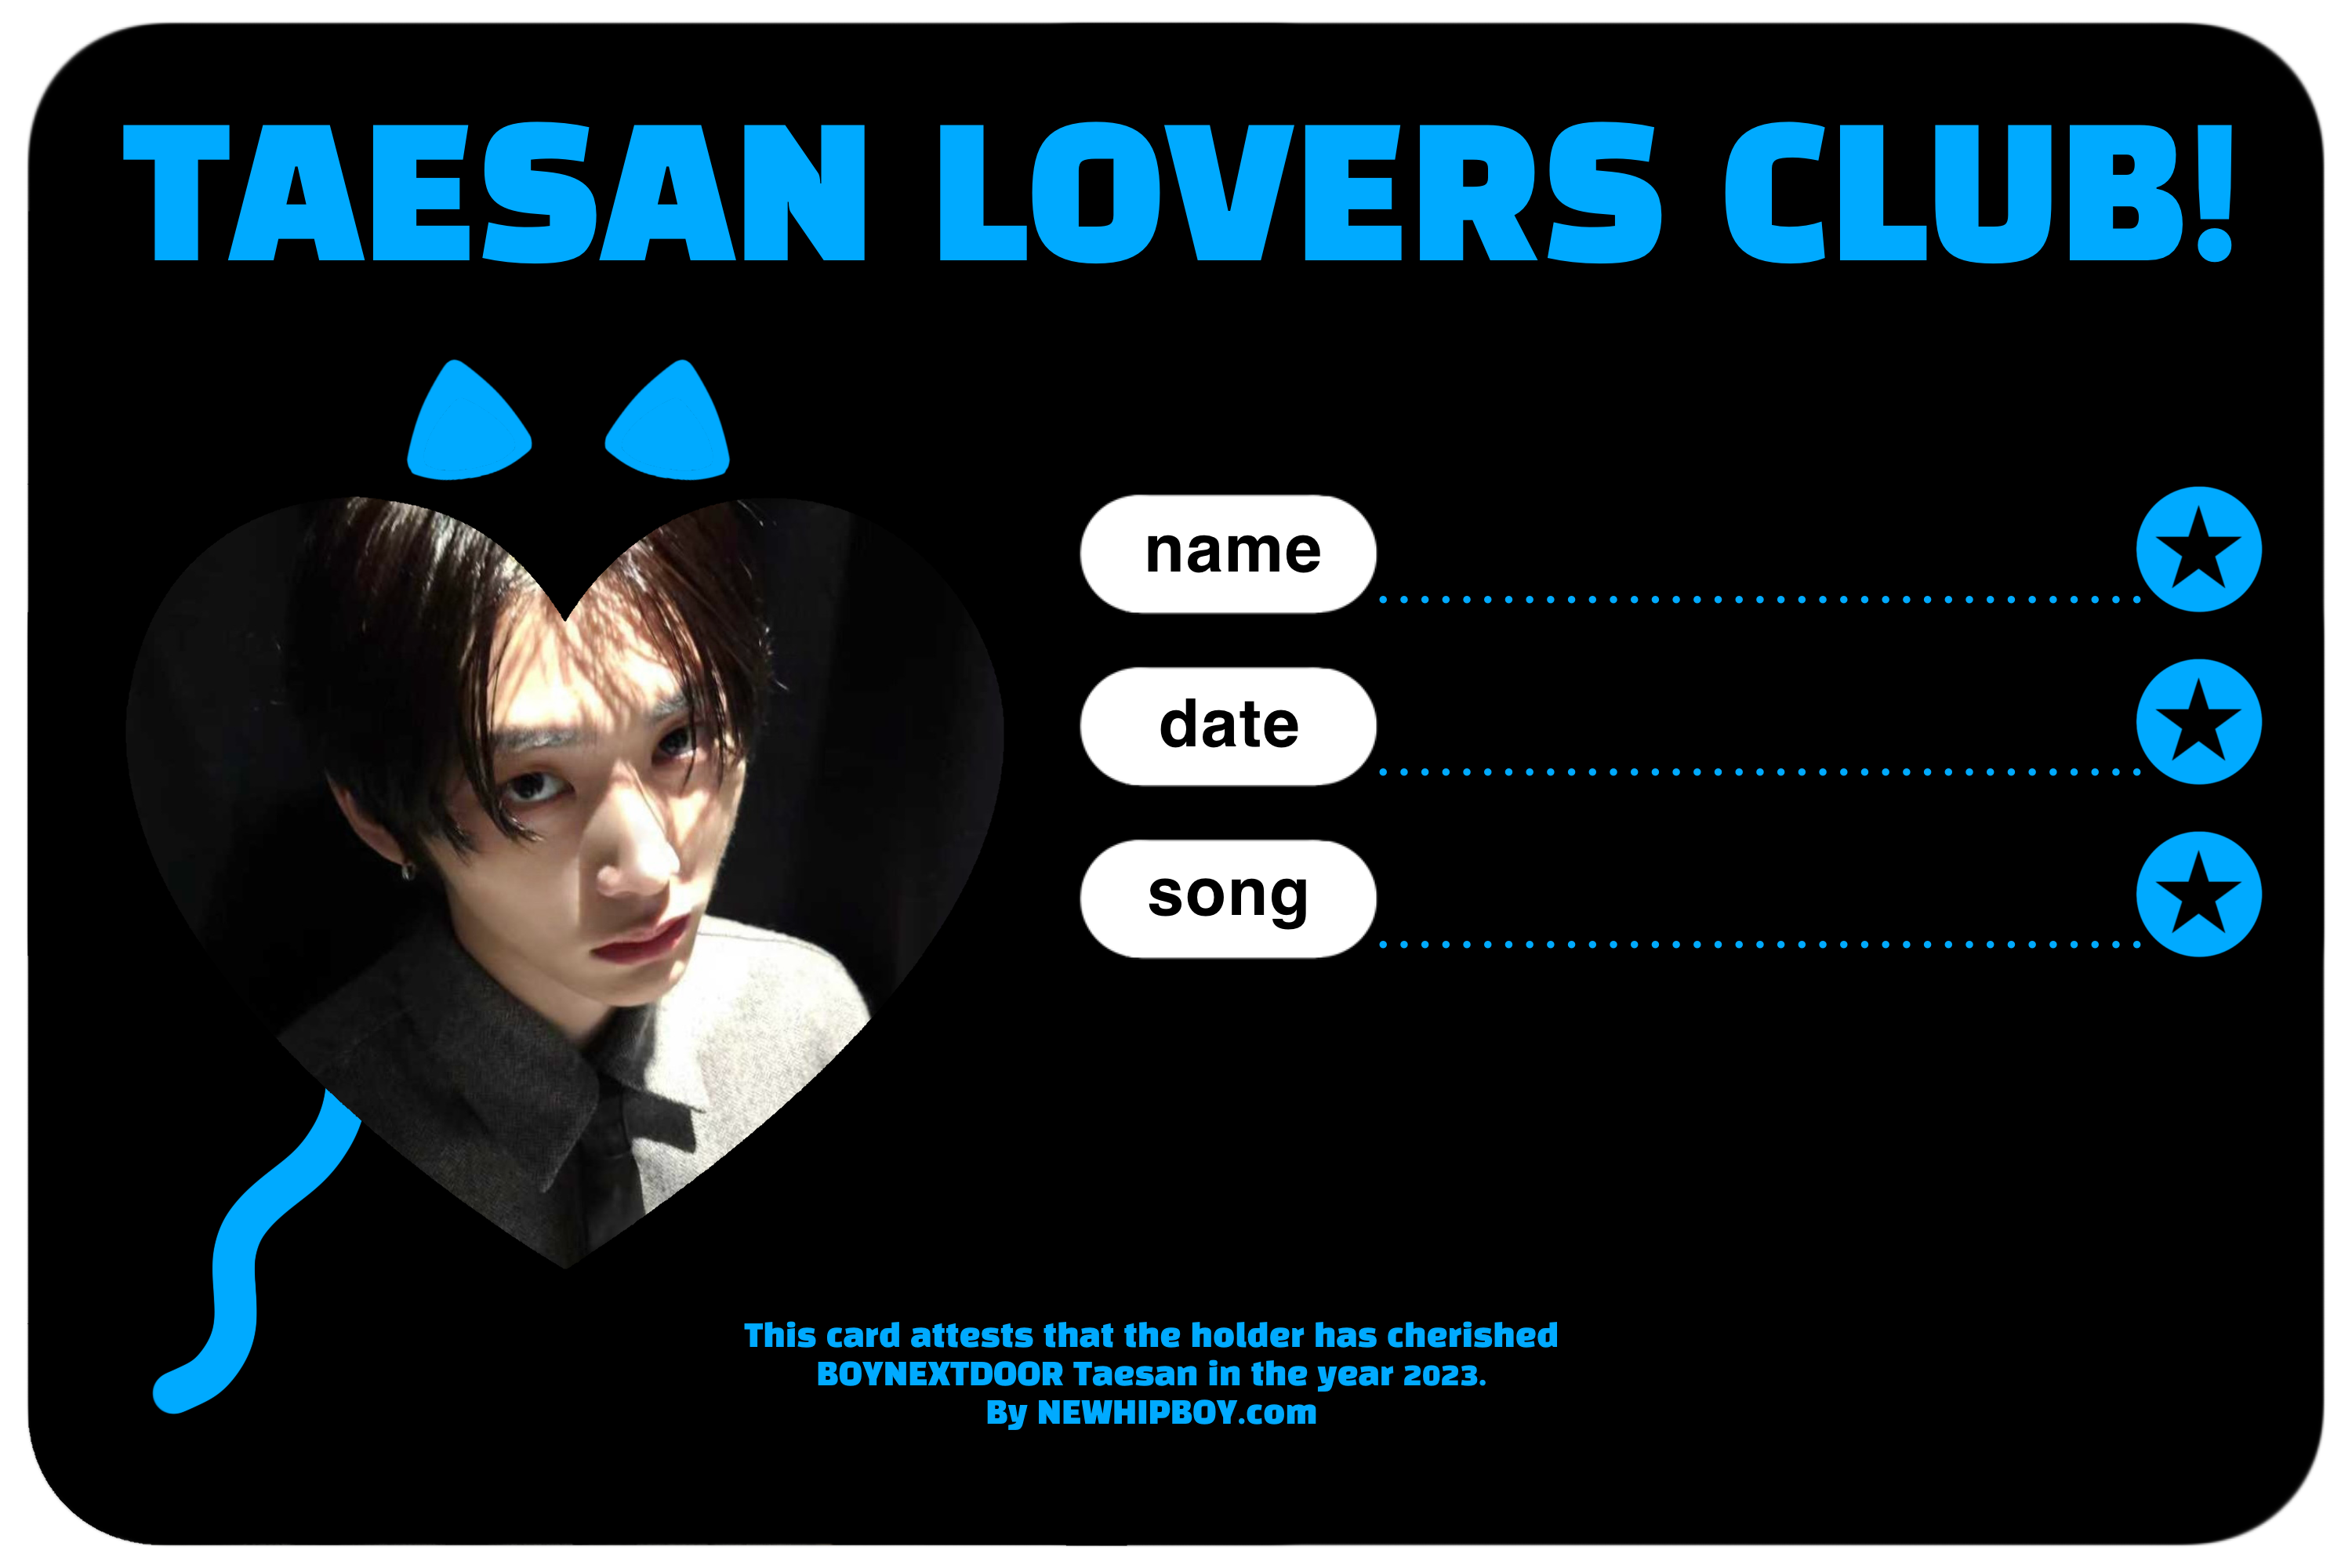 TAESAN LOVERS CLUB!
name
date
song
This card attests that the holder has cherished
BOYNEXTDOOR Taesan in the year 2023.
By NEWHIPBOY.com